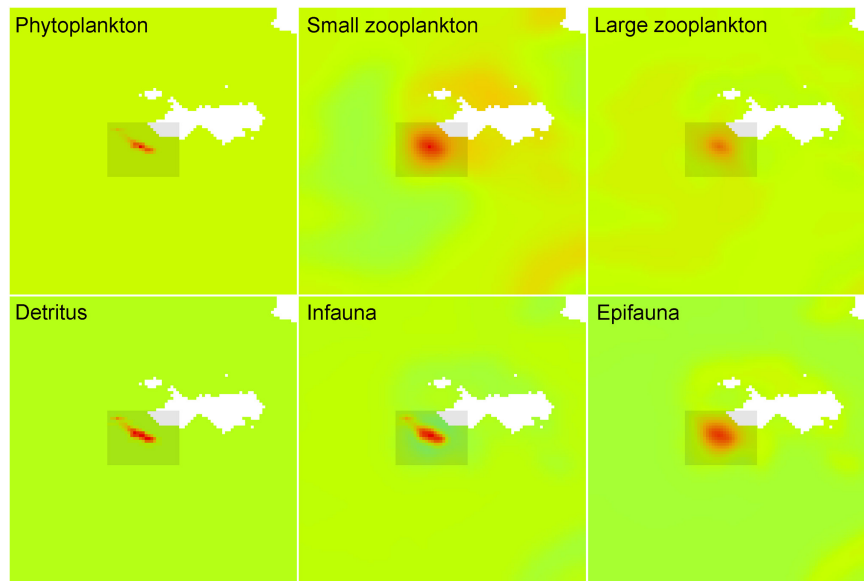 Phytoplankton
Small zooplankton
Large zooplankton
Detritus
Infauna
Epifauna